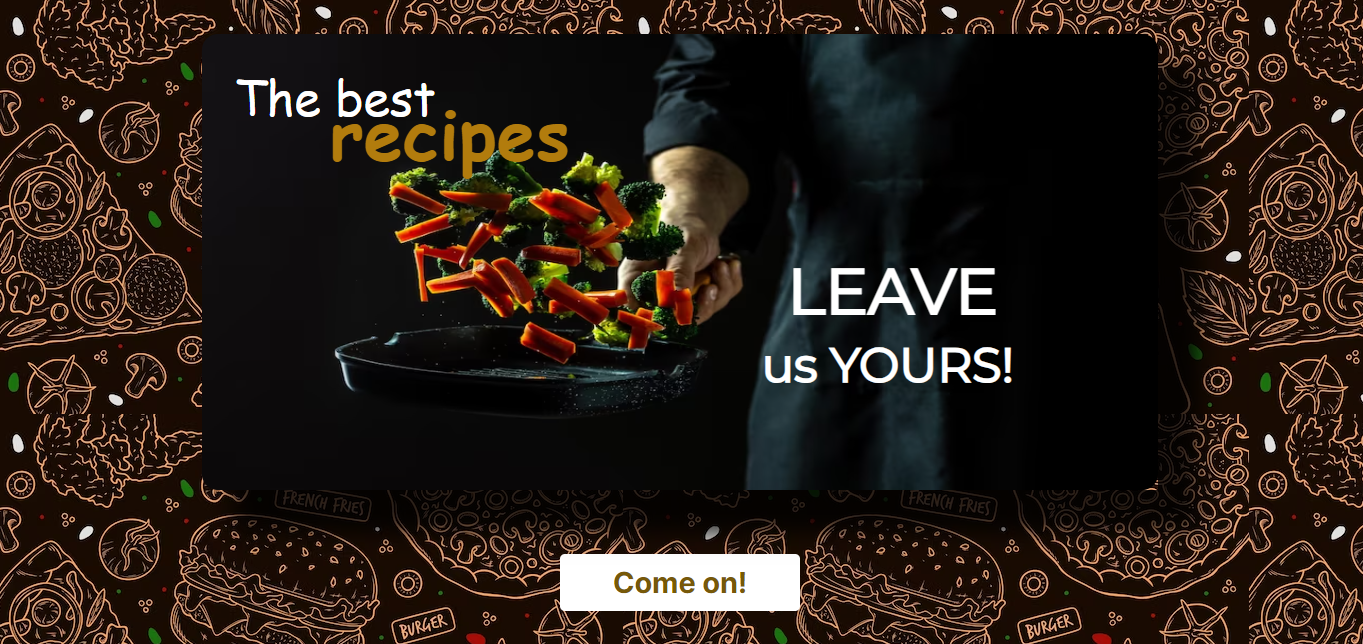 The best
recipes
LEAVE
us YOURS!
FRENCH FRIES
FRENCH FRIES
Come on!
BURGER
BURGER